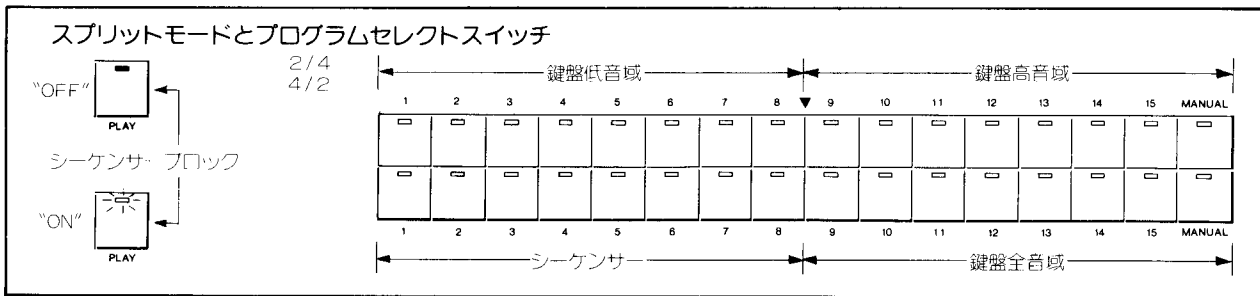 スプリットモードとプログラムセレクトスイッチ
2/4
4/2
鍵盤低音域 鍵盤高音域
"OFF"
1 2 3 4 5 6 7 8 ▼ 9 10 11 12 13 14 15 MANUAL
PLAY
シーケンサー ブロック
"ON"
PLAY
1 2 3 4 5 6 7 8 9 10 11 12 13 14 15 MANUAL
シーケンサー 鍵盤全音域